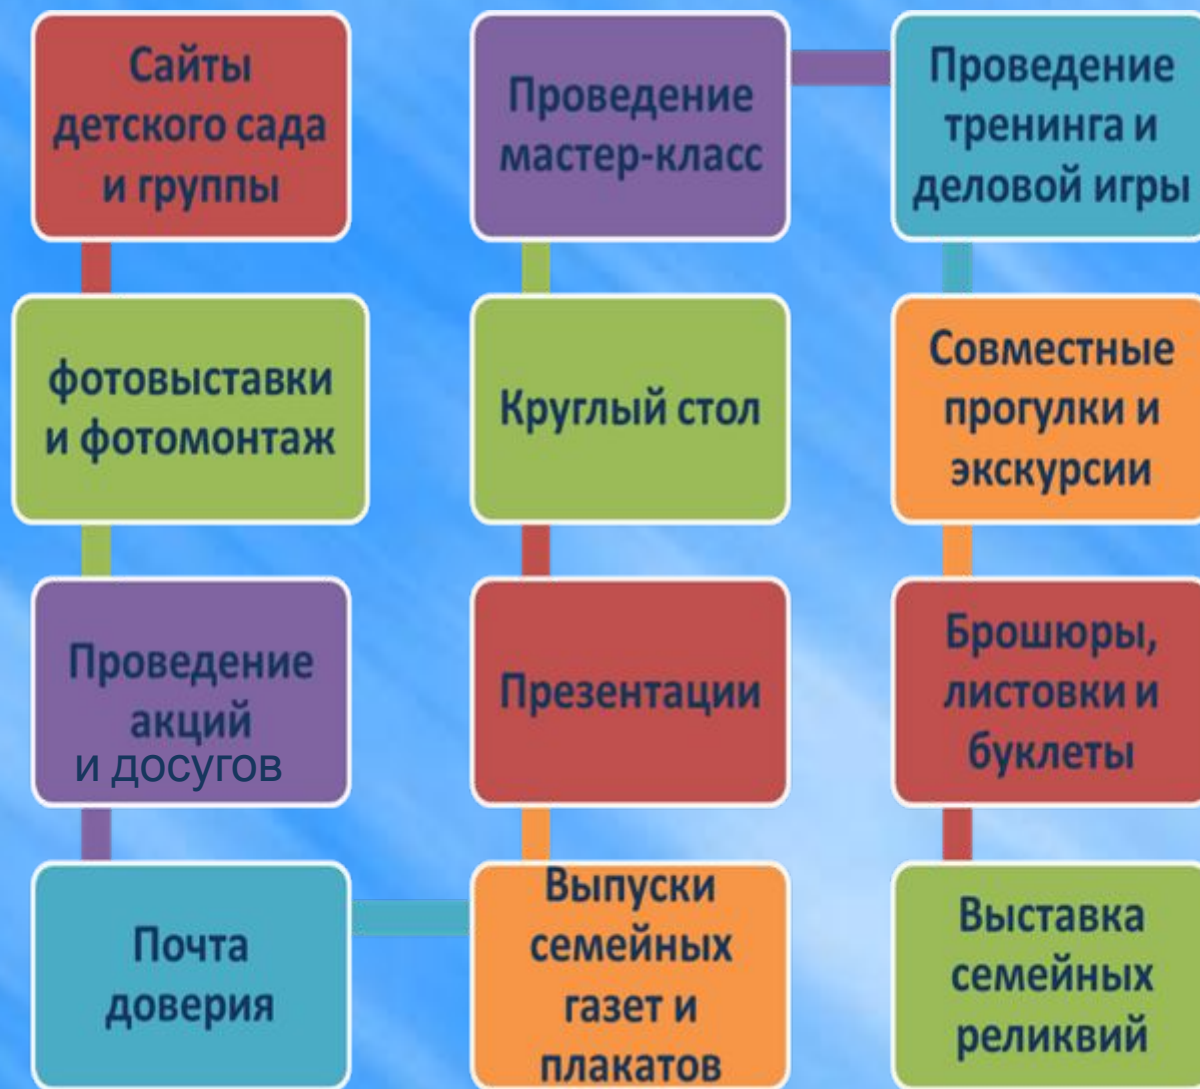 Сайты
детского сада
и группы
фотовыставки
и фотомонтаж
Проведение
акций
и досугов
Почта
доверия
Выпуски
семейных
газет и
плакатов
Презентации
Круглый стол
Проведение
мастер-класс
Проведение
тренинга и
деловой игры
Совместные
прогулки и
экскурсии
Брошюры,
листовки и
буклеты
Выставка
семейных
реликвий